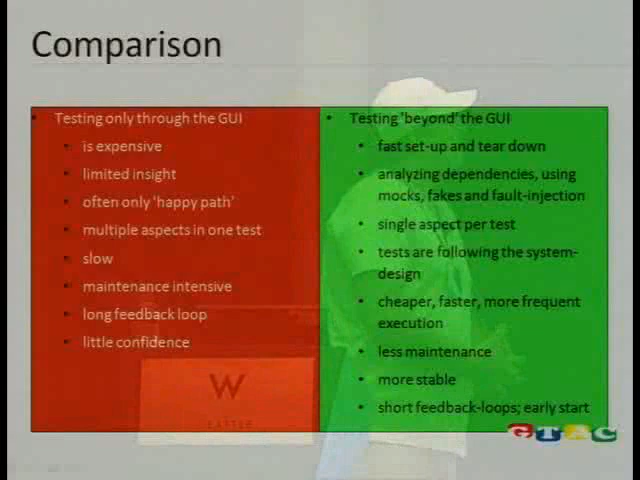 Comparison
Testing only through the GUI
is expensive
limited insight
often only 'happy path'
multiple aspects in one test
slow
maintenance intensive
long feedback loop
little confidence
Testing 'beyond' the GUI
fast set-up and tear down
analyzing dependencies, using
mocks, fakes and fault-injection
single aspect per test
tests are following the system-
design
cheaper, faster, more frequent
execution
less maintenance
more stable
short feedback-loops; early start
W
GTAC